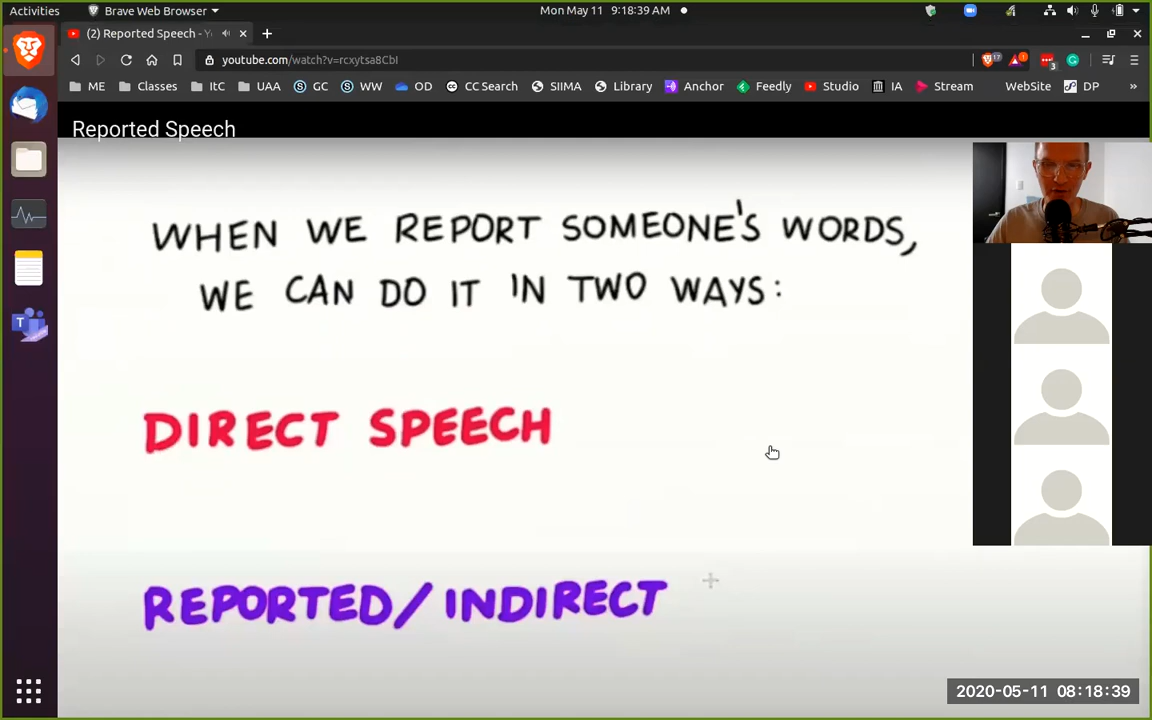 Activities
Brave Web Browser
Mon May 11 9:18:39 AM
(2) Reported Speech -
youtube.com/watch?v=rcxytsa8CbI
17
3
ME Classes ItC UAA GC WW OD CC Search SIIMA Library Anchor Feedly Studio IA Stream WebSite DP »
Reported Speech
WHEN WE REPORT SOMEONE'S WORDS,
WE CAN DO IT IN TWO WAYS:
DIRECT SPEECH
REPORTED/INDIRECT
2020-05-11 08:18:39